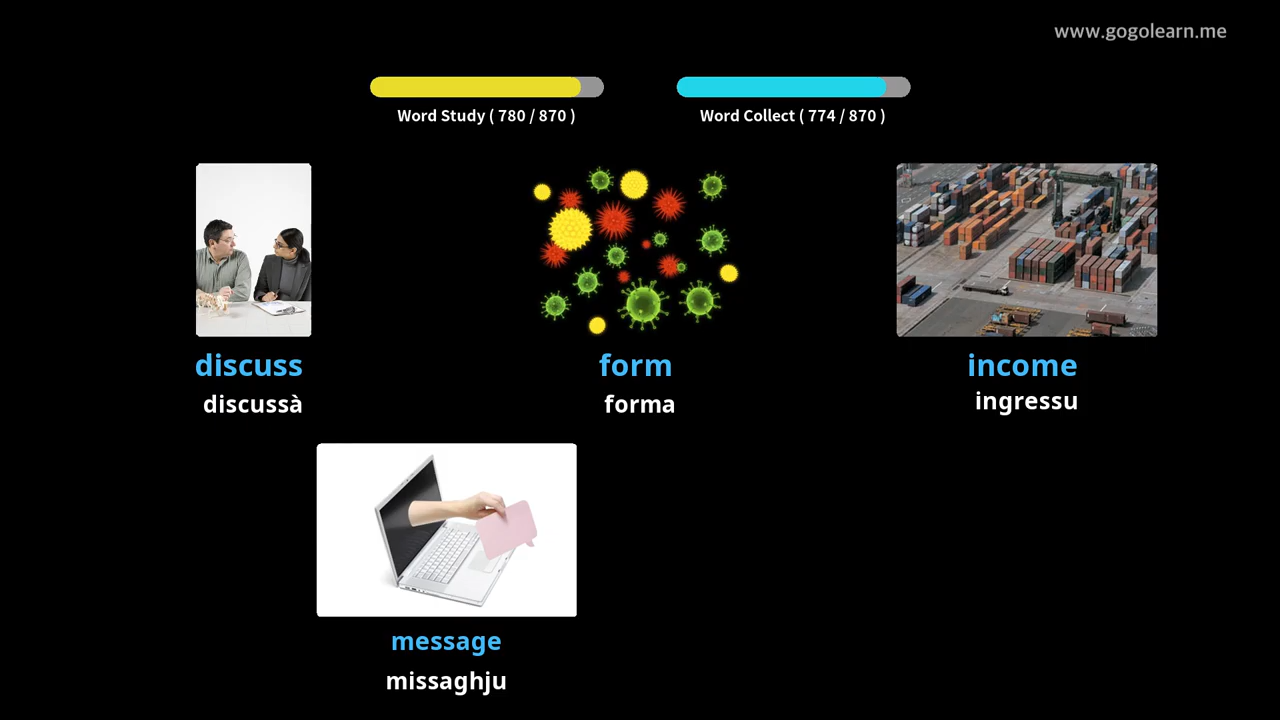 www.gogolearn.me
Word Study ( 780 / 870 )
Word Collect ( 774 / 870 )
discuss
discussà
form
forma
income
ingressu
message
missaghju